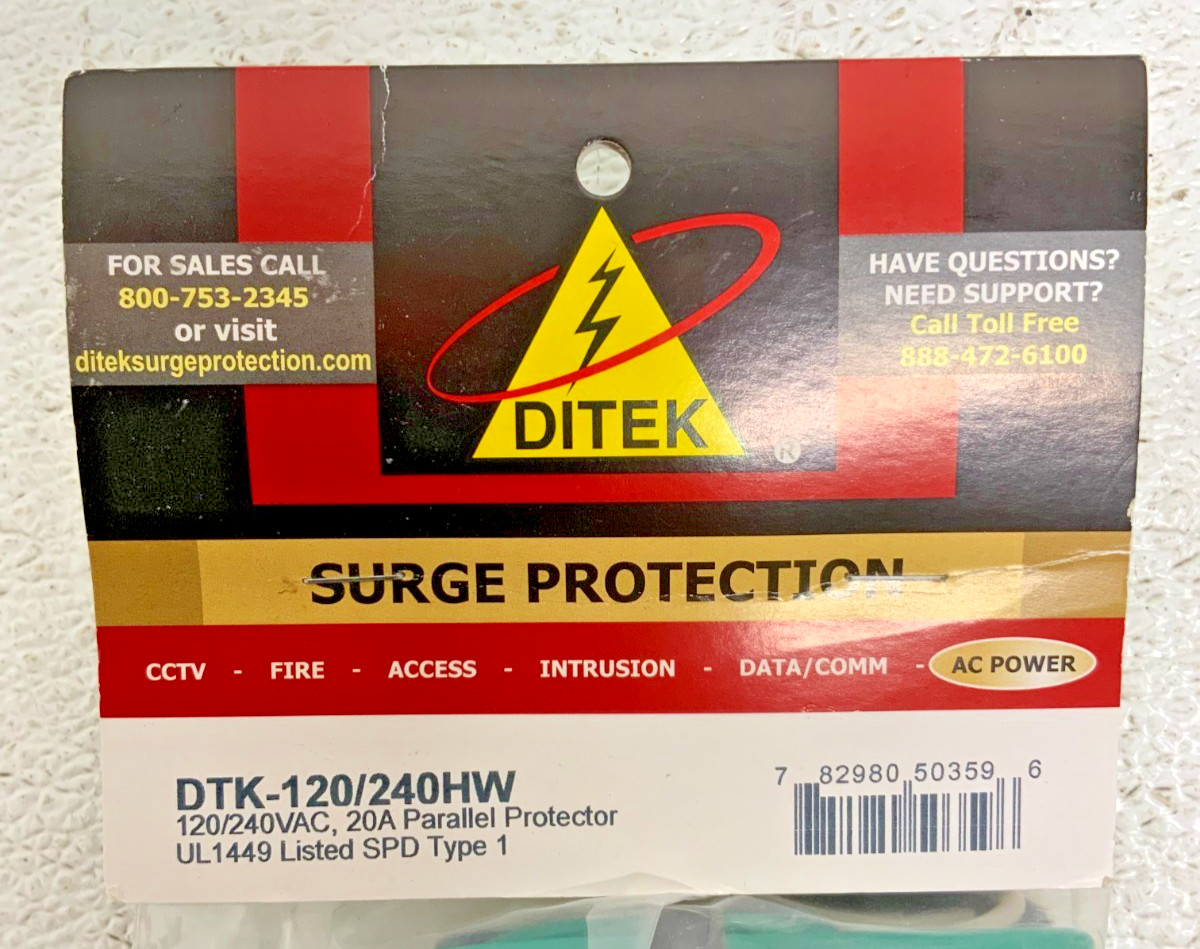 FOR SALES CALL
800-753-2345
or visit
diteksurgeprotection.com
HAVE QUESTIONS?
NEED SUPPORT?
Call Toll Free
888-472-6100
DITEK
®
SURGE PROTECTION
CCTV - FIRE - ACCESS - INTRUSION - DATA/COMM - AC POWER
DTK-120/240HW
120/240VAC, 20A Parallel Protector
UL1449 Listed SPD Type 1
7 82980 50359 6